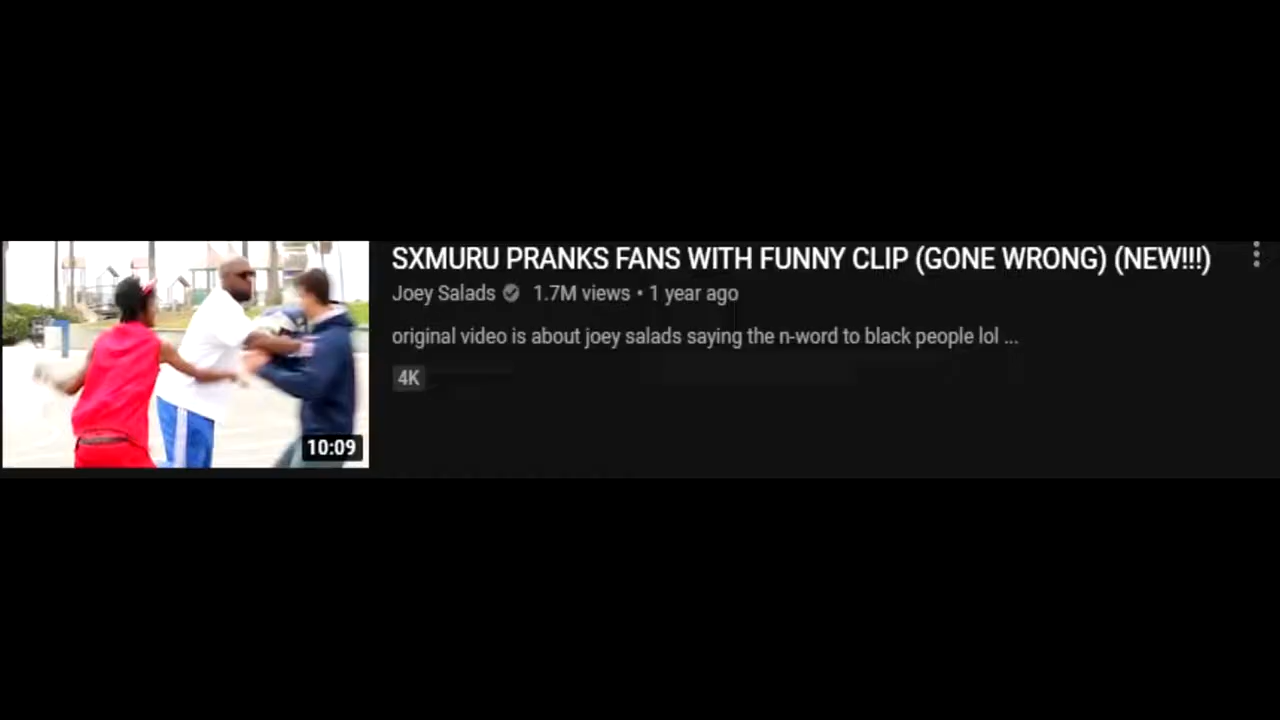 SXMURU PRANKS FANS WITH FUNNY CLIP (GONE WRONG) (NEW!!!)
Joey Salads 1.7M views • 1 year ago
original video is about joey salads saying the n-word to black people lol ...
4K
10:09